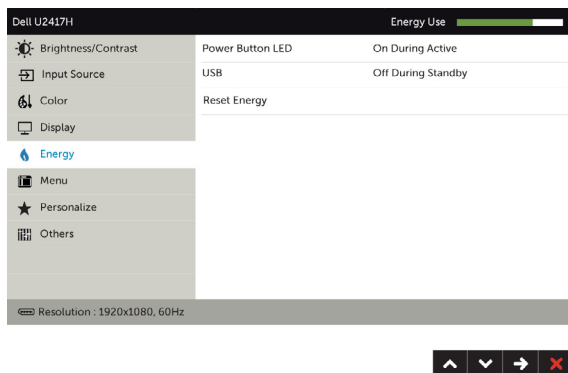 Dell U2417H Energy Use
Brightness/Contrast Power Button LED On During Active
Input Source USB Off During Standby
Color Reset Energy
Display
Energy
Menu
Personalize
Others
Resolution : 1920x1080, 60Hz